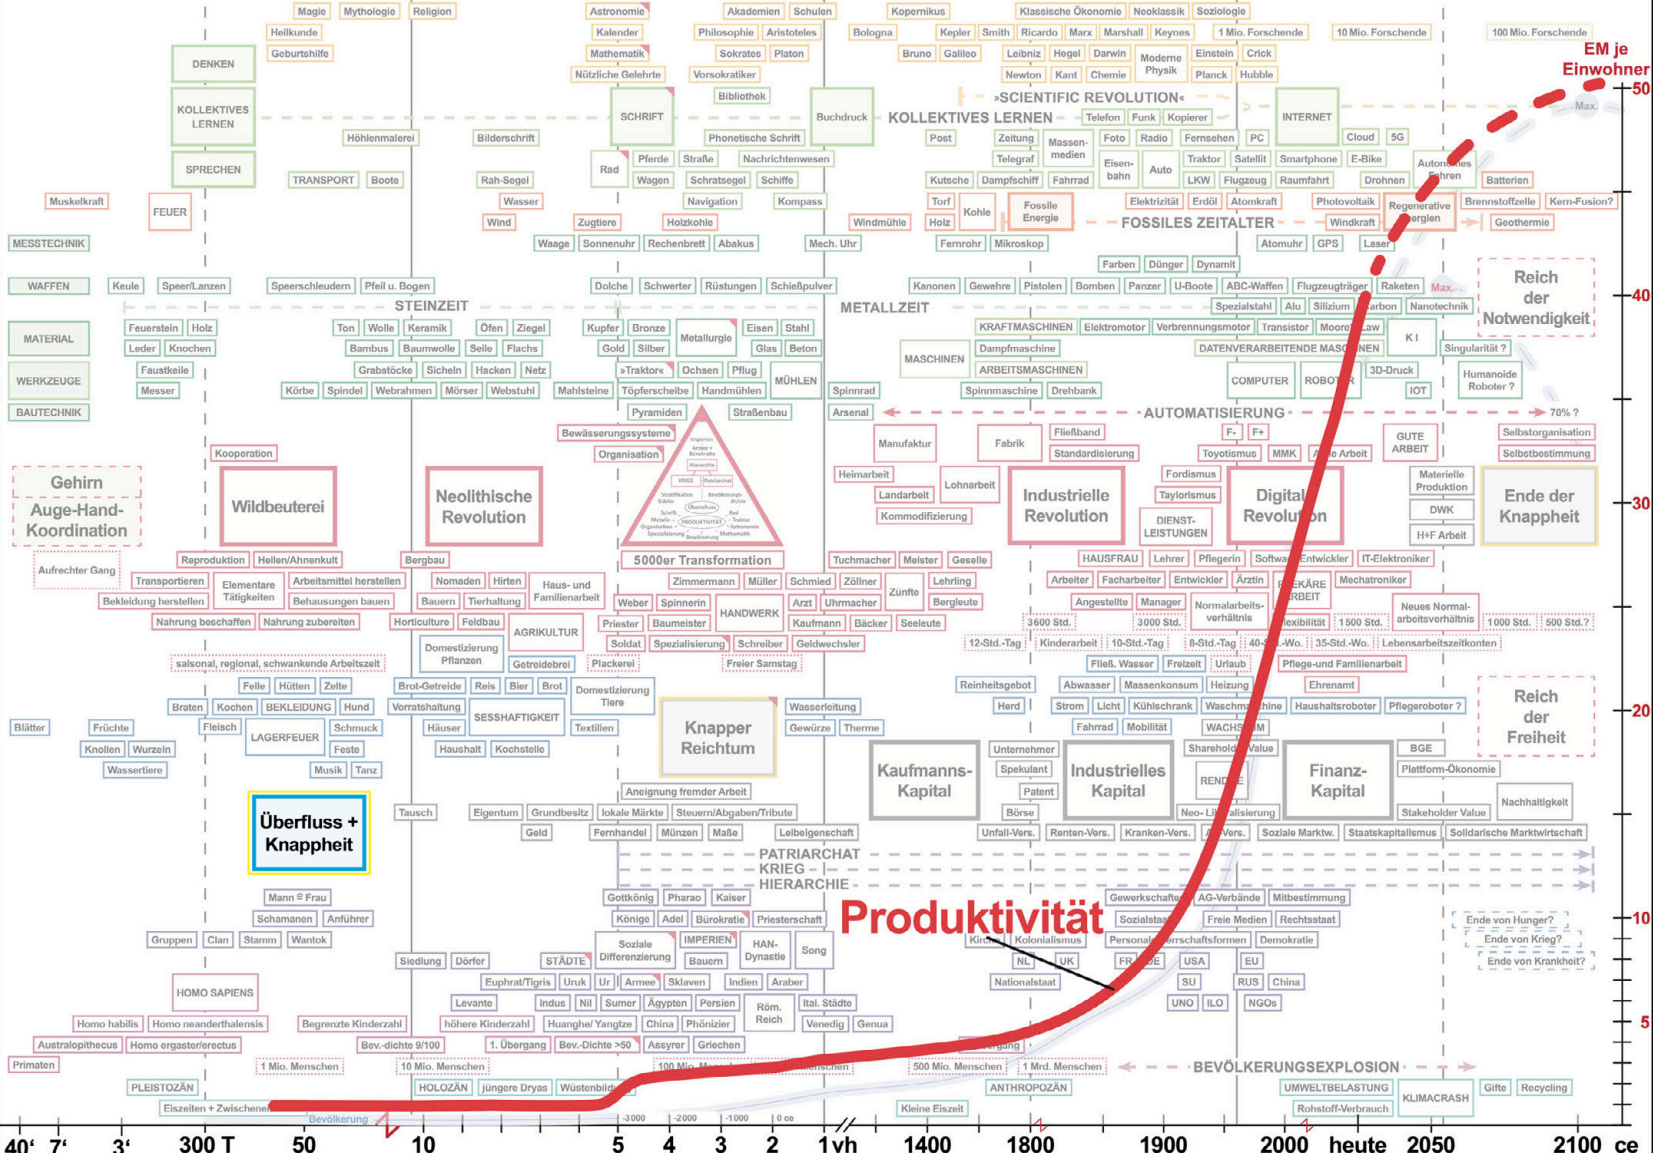 Magie Mythologie Religion Astronomie Akademien Schulen Kopernikus Klassische Ökonomie Neoklassik Soziologie
Heilkunde Kalender Philosophie Aristoteles Bologna Kepler Smith Ricardo Marx Marshall Keynes 1 Mio. Forschende 10 Mio. Forschende 100 Mio. Forschende
Geburtshilfe Mathematik Sokrates Platon Bruno Galileo Leibniz Hegel Darwin Moderne Physik Einstein Crick
EM je Einwohner
DENKEN Nützliche Gelehrte Vorsokratiker Newton Kant Chemie Planck Hubble
Bibliothek »SCIENTIFIC REVOLUTION« Max. 50
KOLLEKTIVES LERNEN SCHRIFT Buchdruck KOLLEKTIVES LERNEN Telefon Funk Kopierer INTERNET
Höhlenmalerei Bilderschrift Phonetische Schrift Post Zeitung Massen-medien Foto Radio Fernsehen PC Cloud 5G
SPRECHEN Rad Pferde Straße Nachrichtenwesen Telegraf Eisen-bahn Auto Traktor Satellit Smartphone E-Bike
TRANSPORT Boote Rah-Segel Wagen Schratsegel Schiffe Kutsche Dampfschiff Fahrrad LKW Flugzeug Raumfahrt Drohnen Batterien
Muskelkraft FEUER Wasser Navigation Kompass Torf Kohle Fossile Energie Elektrizität Erdöl Atomkraft Photovoltaik Regenerative Brennstoffzelle Kern-Fusion?
Wind Zugtiere Holzkohle Windmühle Holz FOSSILES ZEITALTER Windkraft Geothermie
MESSTECHNIK Waage Sonnenuhr Rechenbrett Abakus Mech. Uhr Fernrohr Mikroskop Atomuhr GPS Laser
Farben Dünger Dynamit
WAFFEN Keule Speer/Lanzen Speerschleudern Pfeil u. Bogen Dolche Schwerter Rüstungen Schießpulver Kanonen Gewehre Pistolen Bomben Panzer U-Boote ABC-Waffen Flugzeugträger Raketen Max.
Reich der Notwendigkeit
40
STEINZEIT METALLZEIT Spezialstahl Alu Silizium Nanotechnik
MATERIAL Feuerstein Holz Ton Wolle Keramik Öfen Ziegel Kupfer Bronze Metallurgie Eisen Stahl KRAFTMASCHINEN Elektromotor Verbrennungsmotor Transistor K I
Leder Knochen Bambus Baumwolle Seile Flachs Gold Silber Glas Beton MASCHINEN Dampfmaschine DATENVERARBEITENDE Singularität ?
WERKZEUGE Faustkeile Grabstöcke Sicheln Hacken Netz »Traktor« Ochsen Pflug MÜHLEN ARBEITSMASCHINEN COMPUTER 3D-Druck Humanoide Roboter ?
Messer Körbe Spindel Webrahmen Mörser Webstuhl Mahlsteine Töpferscheibe Handmühlen Spinnrad Spinnmaschine Drehbank IOT
BAUTECHNIK Pyramiden Straßenbau Arsenal AUTOMATISIERUNG 70% ?
Bewässerungssysteme Manufaktur Fabrik Fließband F- F+ GUTE ARBEIT Selbstorganisation
Kooperation Organisation Standardisierung Toyotismus MMK Selbstbestimmung
Gehirn Auge-Hand-Koordination
Wildbeuterei
Neolithische Revolution
Hierarchie KRIEG Patriarchat
Überschuss
PRODUKTIVITÄT
Heimarbeit Lohnarbeit Industrielle Revolution Fordismus Materielle Produktion Ende der Knappheit
Landarbeit Taylorismus 30
Kommodifizierung DIENST-LEISTUNGEN DWK
H+F Arbeit
Reproduktion Heilen/Ahnenkult Bergbau 5000er Transformation Tuchmacher Meister Geselle HAUSFRAU Lehrer Pflegerin IT-Elektroniker
Aufrechter Gang Transportieren Elementare Tätigkeiten Arbeitsmittel herstellen Nomaden Hirten Haus- und Familienarbeit Zimmermann Müller Schmied Zöllner Zünfte Lehrling Arbeiter Facharbeiter Entwickler Ärztin Mechatroniker
Bekleidung herstellen Behausungen bauen Bauern Tierhaltung Weber Spinnerin HANDWERK Arzt Uhrmacher Bergleute Angestellte Manager Normalarbeits-verhältnis Neues Normal-arbeitsverhältnis
Nahrung beschaffen Nahrung zubereiten Horticulture Feldbau AGRIKULTUR Priester Baumeister Kaufmann Bäcker Seeleute 3600 Std. 3000 Std. 1500 Std. 1000 Std. 500 Std.?
Domestizierung Pflanzen Soldat Spezialisierung Schreiber Geldwechsler 12-Std.-Tag Kinderarbeit 10-Std.-Tag 8-Std.-Tag 35-Std.-Wo. Lebensarbeitszeitkonten
saisonal, regional, schwankende Arbeitszeit Getreidebrei Plackerei Freier Samstag Fließ. Wasser Freizeit Urlaub Pflege-und Familienarbeit
Felle Hütten Zelte Brot-Getreide Reis Bier Brot Domestizierung Tiere Reinheitsgebot Abwasser Massenkonsum Heizung Ehrenamt
Reich der Freiheit
20
Braten Kochen BEKLEIDUNG Hund Vorratshaltung SESSHAFTIGKEIT Wasserleitung Herd Strom Licht Kühlschrank Haushaltsroboter Pflegeroboter ?
Blätter Früchte Fleisch LAGERFEUER Schmuck Häuser Textilien Knapper Reichtum Gewürze Therme Fahrrad Mobilität
Knollen Wurzeln Feste Haushalt Kochstelle Unternehmer BGE
Wassertiere Musik Tanz Kaufmanns-Kapital Spekulant Industrielles Kapital Finanz-Kapital Plattform-Ökonomie
Aneignung fremder Arbeit Patent Nachhaltigkeit
Überfluss + Knappheit
Tausch Eigentum Grundbesitz lokale Märkte Steuern/Abgaben/Tribute Börse Stakeholder Value
Geld Fernhandel Münzen Maße Leibeigenschaft Unfall-Vers. Renten-Vers. Kranken-Vers. Soziale Marktw. Staatskapitalismus Solidarische Marktwirtschaft
PATRIARCHAT
KRIEG
HIERARCHIE
Mann Frau Gottkönig Pharao Kaiser Gewerkschaften AG-Verbände Mitbestimmung
Produktivität
10
Schamanen Anführer Könige Adel Bürokratie Priesterschaft Freie Medien Rechtsstaat Ende von Hunger?
Gruppen Clan Stamm Wantok Soziale Differenzierung IMPERIEN HAN-Dynastie Song Kolonialismus Demokratie Ende von Krieg?
Siedlung Dörfer STÄDTE Bauern NL UK FR USA EU Ende von Krankheit?
HOMO SAPIENS Euphrat/Tigris Uruk Ur Armee Sklaven Indien Araber Nationalstaat SU RUS China
Levante Indus Nil Sumer Ägypten Persien Röm. Reich Ital. Städte UNO ILO NGOs
Homo habilis Homo neanderthalensis Begrenzte Kinderzahl höhere Kinderzahl Huanghe/ Yangtze China Phönizier Venedig Genua 5
Australopithecus Homo ergaster/erectus Bev.-dichte 9/100 1. Übergang Bev.-Dichte >50 Assyrer Griechen
Primaten 1 Mio. Menschen 10 Mio. Menschen 500 Mio. Menschen 1 Mrd. Menschen BEVÖLKERUNGSEXPLOSION
PLEISTOZÄN HOLOZÄN jüngere Dryas ANTHROPOZÄN UMWELTBELASTUNG KLIMACRASH Gifte Recycling
Eiszeiten + Kleine Eiszeit Rohstoff-Verbrauch
Bevölkerung -3000 -2000 -1000 0 ce
40‘ 7‘ 3‘ 300 T 50 10 5 4 3 2 1 vh 1400 1800 1900 2000 heute 2050 2100 ce